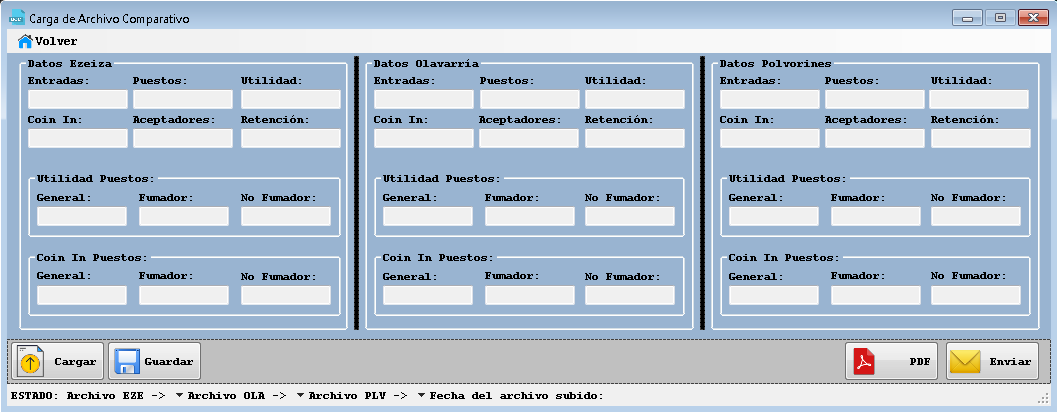 Carga de Archivo Comparativo
Volver
Datos Ezeiza
Entradas: Puestos: Utilidad:
Coin In: Aceptadores: Retención:
Utilidad Puestos:
General: Fumador: No Fumador:
Coin In Puestos:
General: Fumador: No Fumador:
Datos Olavarria
Entradas: Puestos: Utilidad:
Coin In: Aceptadores: Retención:
Utilidad Puestos:
General: Fumador: No Fumador:
Coin In Puestos:
General: Fumador: No Fumador:
Datos Polvorines
Entradas: Puestos: Utilidad:
Coin In: Aceptadores: Retención:
Utilidad Puestos:
General: Fumador: No Fumador:
Coin In Puestos:
General: Fumador: No Fumador:
Cargar Guardar PDF Enviar
ESTADO: Archivo EZE -> Archivo OLA -> Archivo PLV -> Fecha del archivo subido: